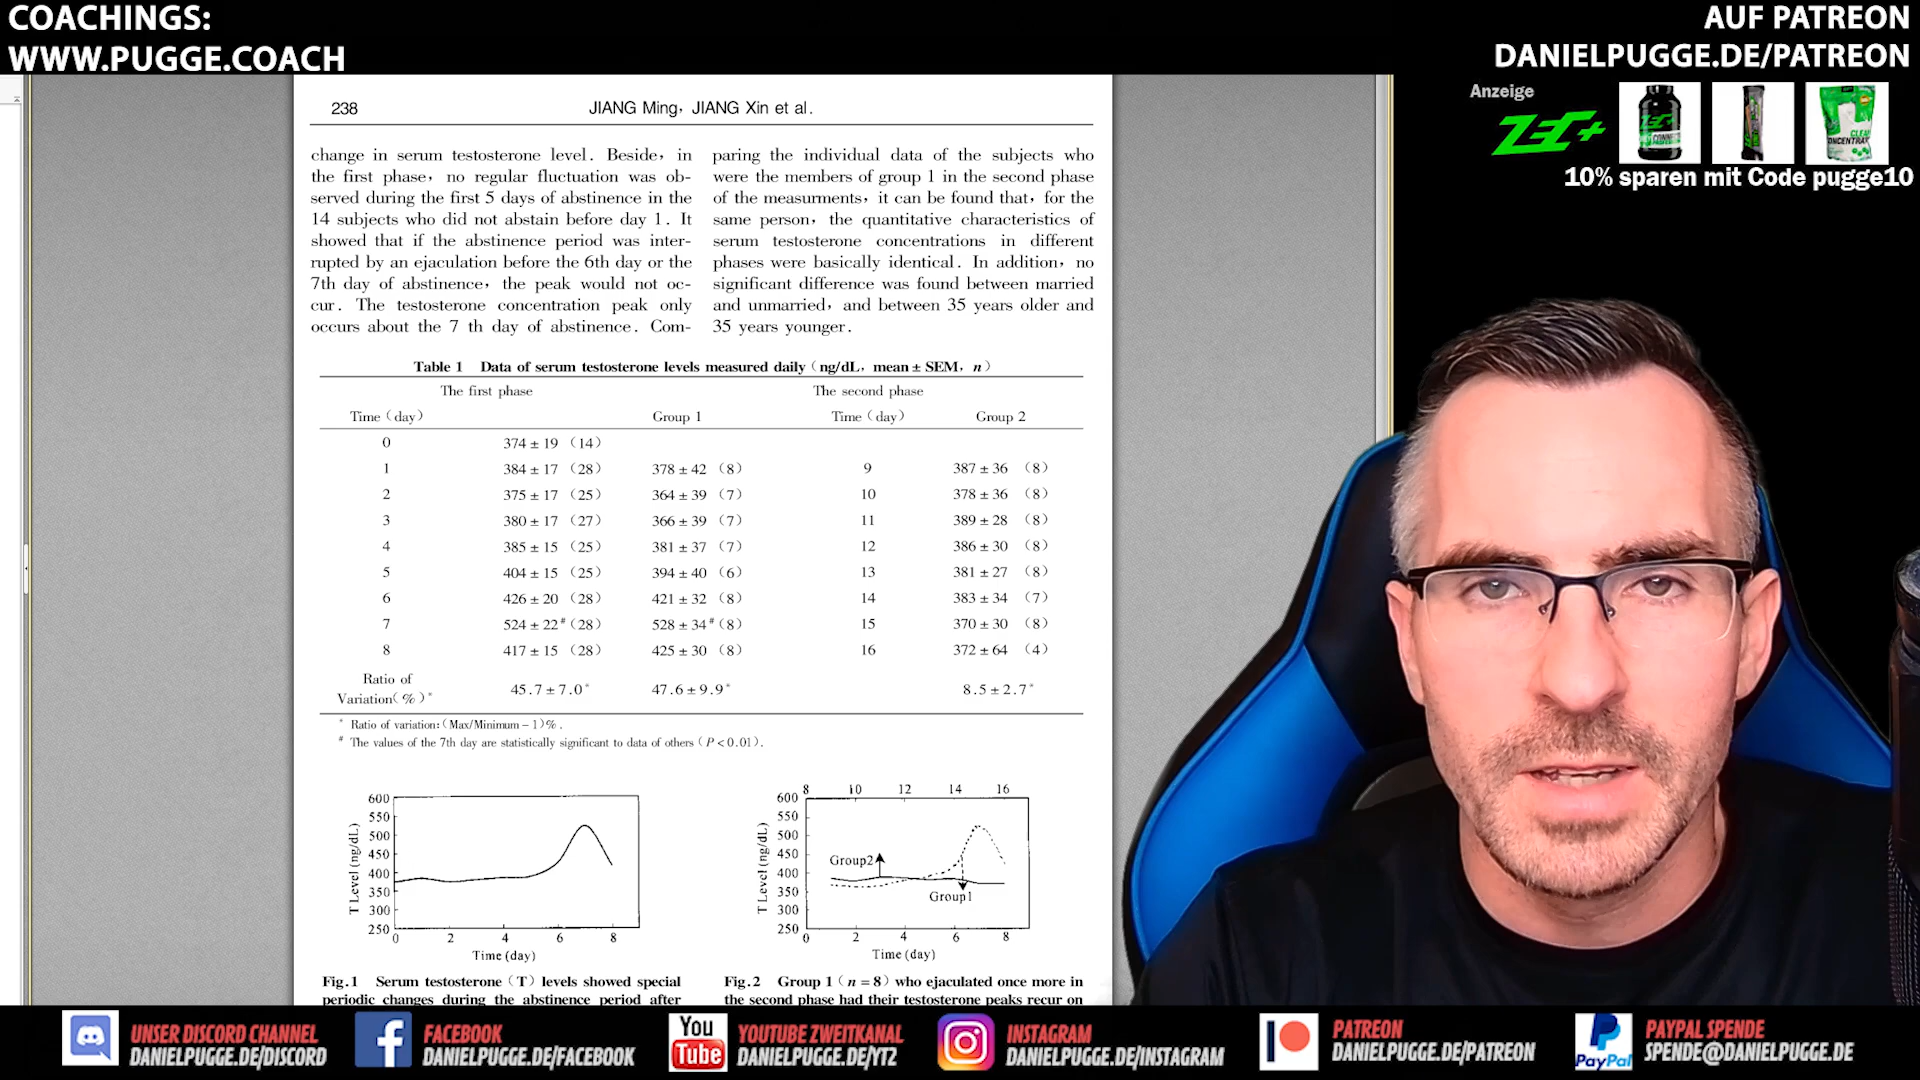 COACHINGS:
WWW.PUGGE.COACH
AUF PATREON
DANIELPUGGE.DE/PATREON
Anzeige
ZEC+
10% sparen mit Code pugge10
238
JIANG Ming, JIANG Xin et al.
change in serum testosterone level. Beside, in
the first phase, no regular fluctuation was ob-
served during the first 5 days of abstinence in the
14 subjects who did not abstain before day 1. It
showed that if the abstinence period was inter-
rupted by an ejaculation before the 6th day or the
7th day of abstinence, the peak would not oc-
cur. The testosterone concentration peak only
occurs about the 7 th day of abstinence. Com-
paring the individual data of the subjects who
were the members of group 1 in the second phase
of the measurments, it can be found that, for the
same person, the quantitative characteristics of
serum testosterone concentrations in different
phases were basically identical. In addition, no
significant difference was found between married
and unmarried, and between 35 years older and
35 years younger.
Table 1 Data of serum testosterone levels measured daily (ng/dL, mean ± SEM, n)
The first phase The second phase
Time (day) Group 1 Time (day) Group 2
0 374 ± 19 (14)
1 384 ± 17 (28) 378 ± 42 (8) 9 387 ± 36 (8)
2 375 ± 17 (25) 364 ± 39 (7) 10 378 ± 36 (8)
3 380 ± 17 (27) 366 ± 39 (7) 11 389 ± 28 (8)
4 385 ± 15 (25) 381 ± 37 (7) 12 386 ± 30 (8)
5 404 ± 15 (25) 394 ± 40 (6) 13 381 ± 27 (8)
6 426 ± 20 (28) 421 ± 32 (8) 14 383 ± 34 (7)
7 524 ± 22# (28) 528 ± 34# (8) 15 370 ± 30 (8)
8 417 ± 15 (28) 425 ± 30 (8) 16 372 ± 64 (4)
Ratio of
Variation(%)* 45.7 ± 7.0* 47.6 ± 9.9* 8.5 ± 2.7*
* Ratio of variation: (Max/Minimum − 1)%.
# The values of the 7th day are statistically significant to data of others (P < 0.01).
600
550
500
450
400
350
300
250
T Level (ng/dL)
0 2 4 6 8
Time (day)
8 10 12 14 16
600
550
500
450
400
350
300
250
T Level (ng/dL)
Group2
Group1
0 2 4 6 8
Time (day)
Fig.1 Serum testosterone (T) levels showed special
periodic changes during the abstinence period after
Fig.2 Group 1 (n = 8) who ejaculated once more in
the second phase had their testosterone peaks recur on
UNSER DISCORD CHANNEL
DANIELPUGGE.DE/DISCORD
FACEBOOK
DANIELPUGGE.DE/FACEBOOK
You
Tube
YOUTUBE ZWEITKANAL
DANIELPUGGE.DE/YT2
INSTAGRAM
DANIELPUGGE.DE/INSTAGRAM
PATREON
DANIELPUGGE.DE/PATREON
PayPal
PAYPAL SPENDE
SPENDE@DANIELPUGGE.DE